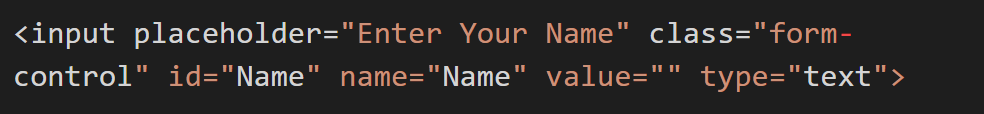 <input placeholder="Enter Your Name" class="form-
control" id="Name" name="Name" value="" type="text">